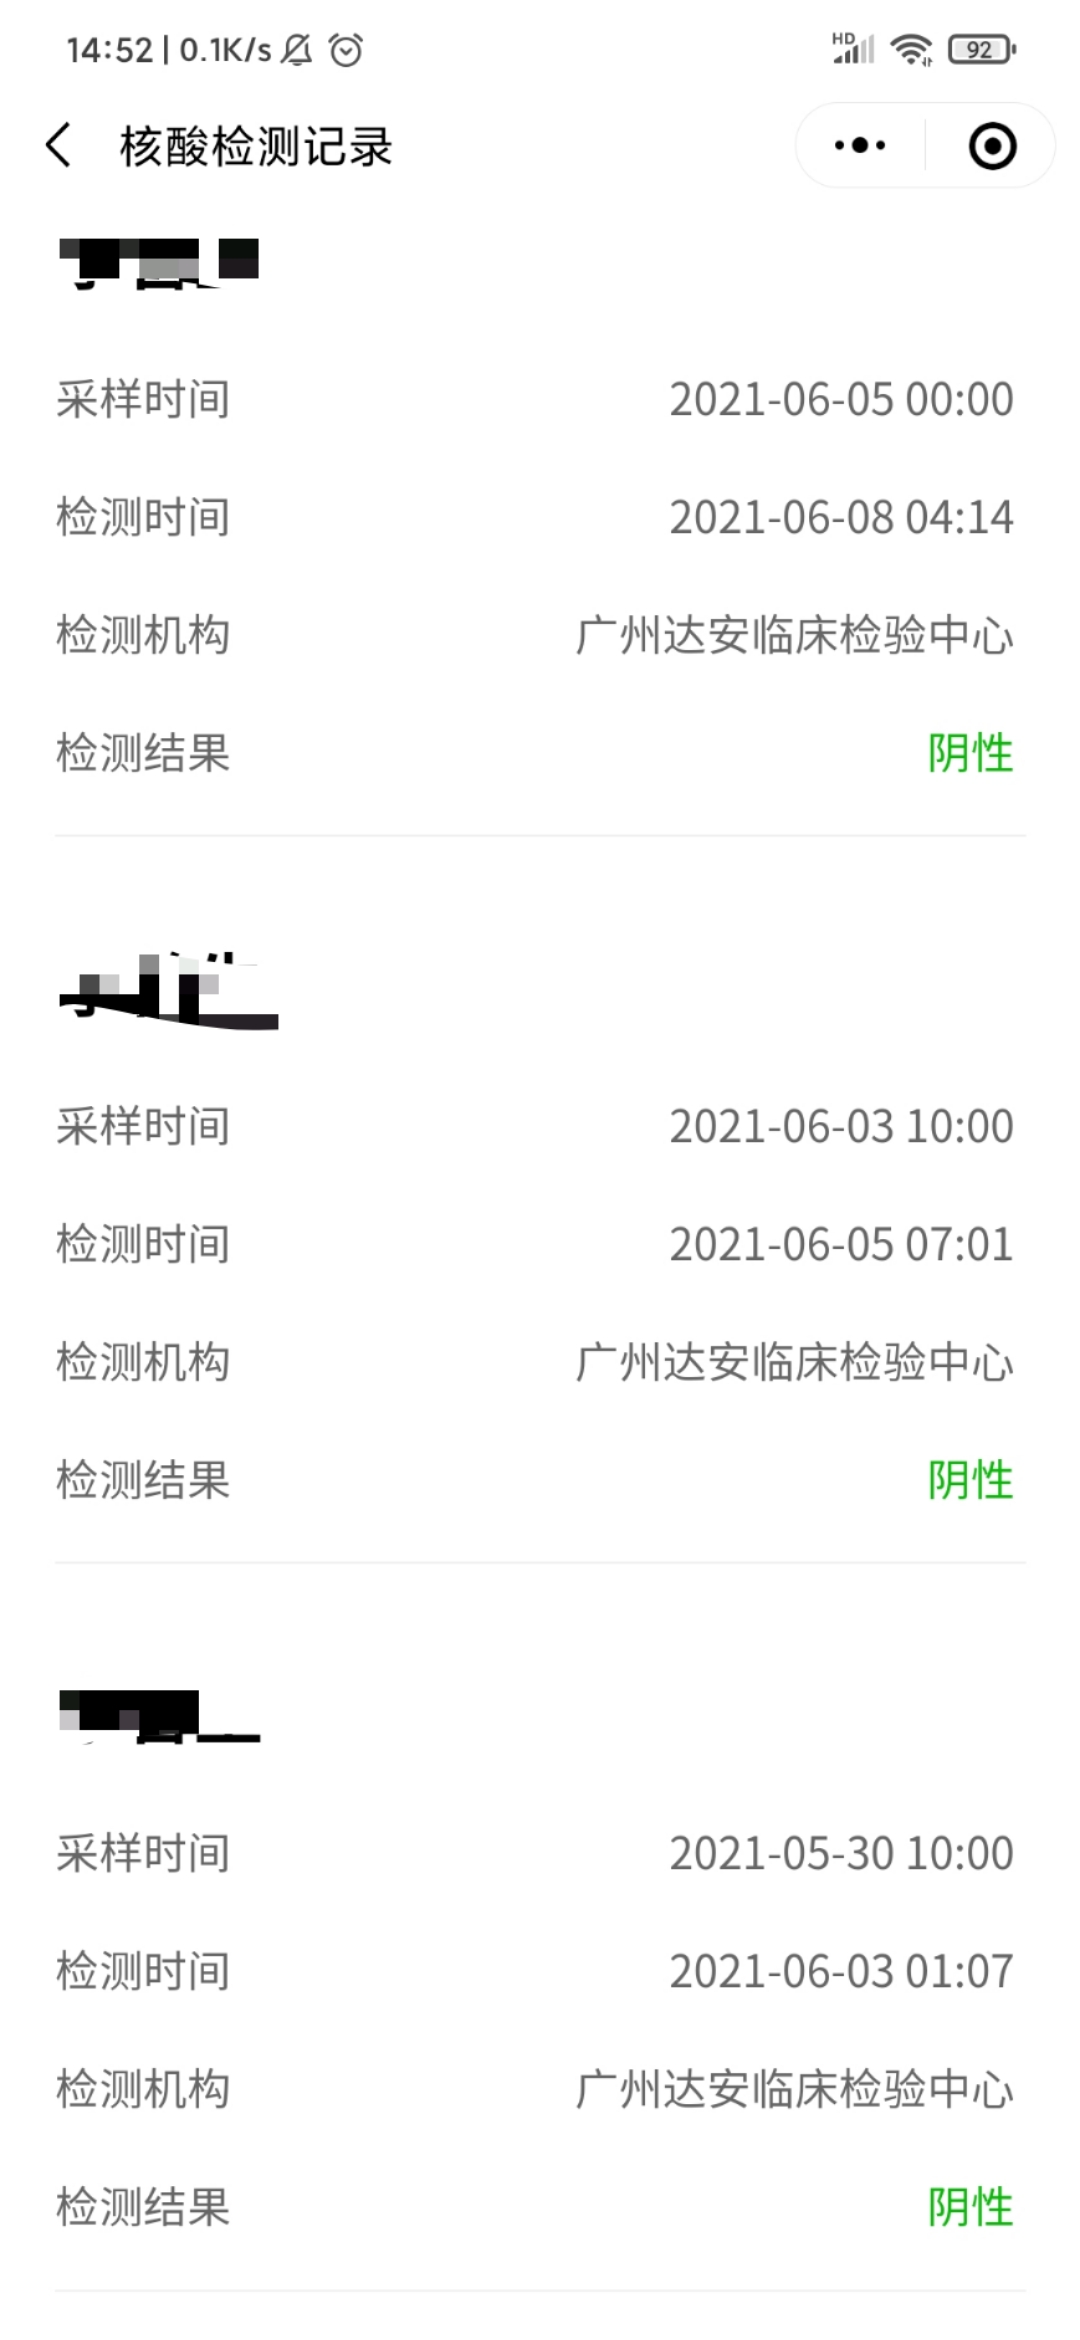 14:52 | 0.1K/s HD 92
核酸检测记录
采样时间 2021-06-05 00:00
检测时间 2021-06-08 04:14
检测机构 广州达安临床检验中心
检测结果 阴性
采样时间 2021-06-03 10:00
检测时间 2021-06-05 07:01
检测机构 广州达安临床检验中心
检测结果 阴性
采样时间 2021-05-30 10:00
检测时间 2021-06-03 01:07
检测机构 广州达安临床检验中心
检测结果 阴性